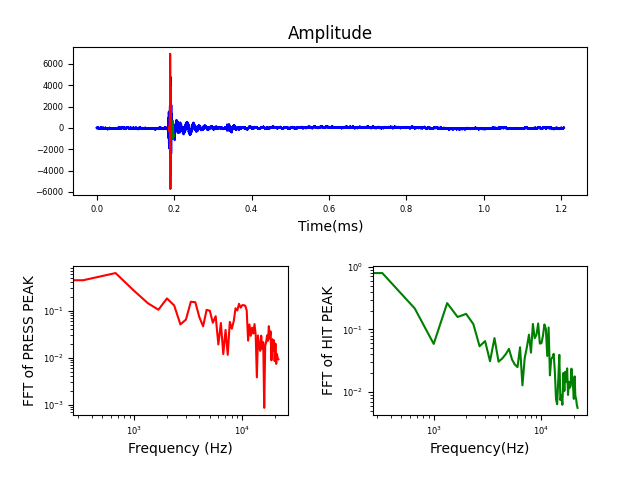 Amplitude
6000
4000
2000
0
−2000
−4000
−6000
0.0 0.2 0.4 0.6 0.8 1.0 1.2
Time(ms)
FFT of PRESS PEAK
10⁻¹
10⁻²
10⁻³
10³ 10⁴
Frequency (Hz)
FFT of HIT PEAK
10⁰
10⁻¹
10⁻²
10³ 10⁴
Frequency(Hz)